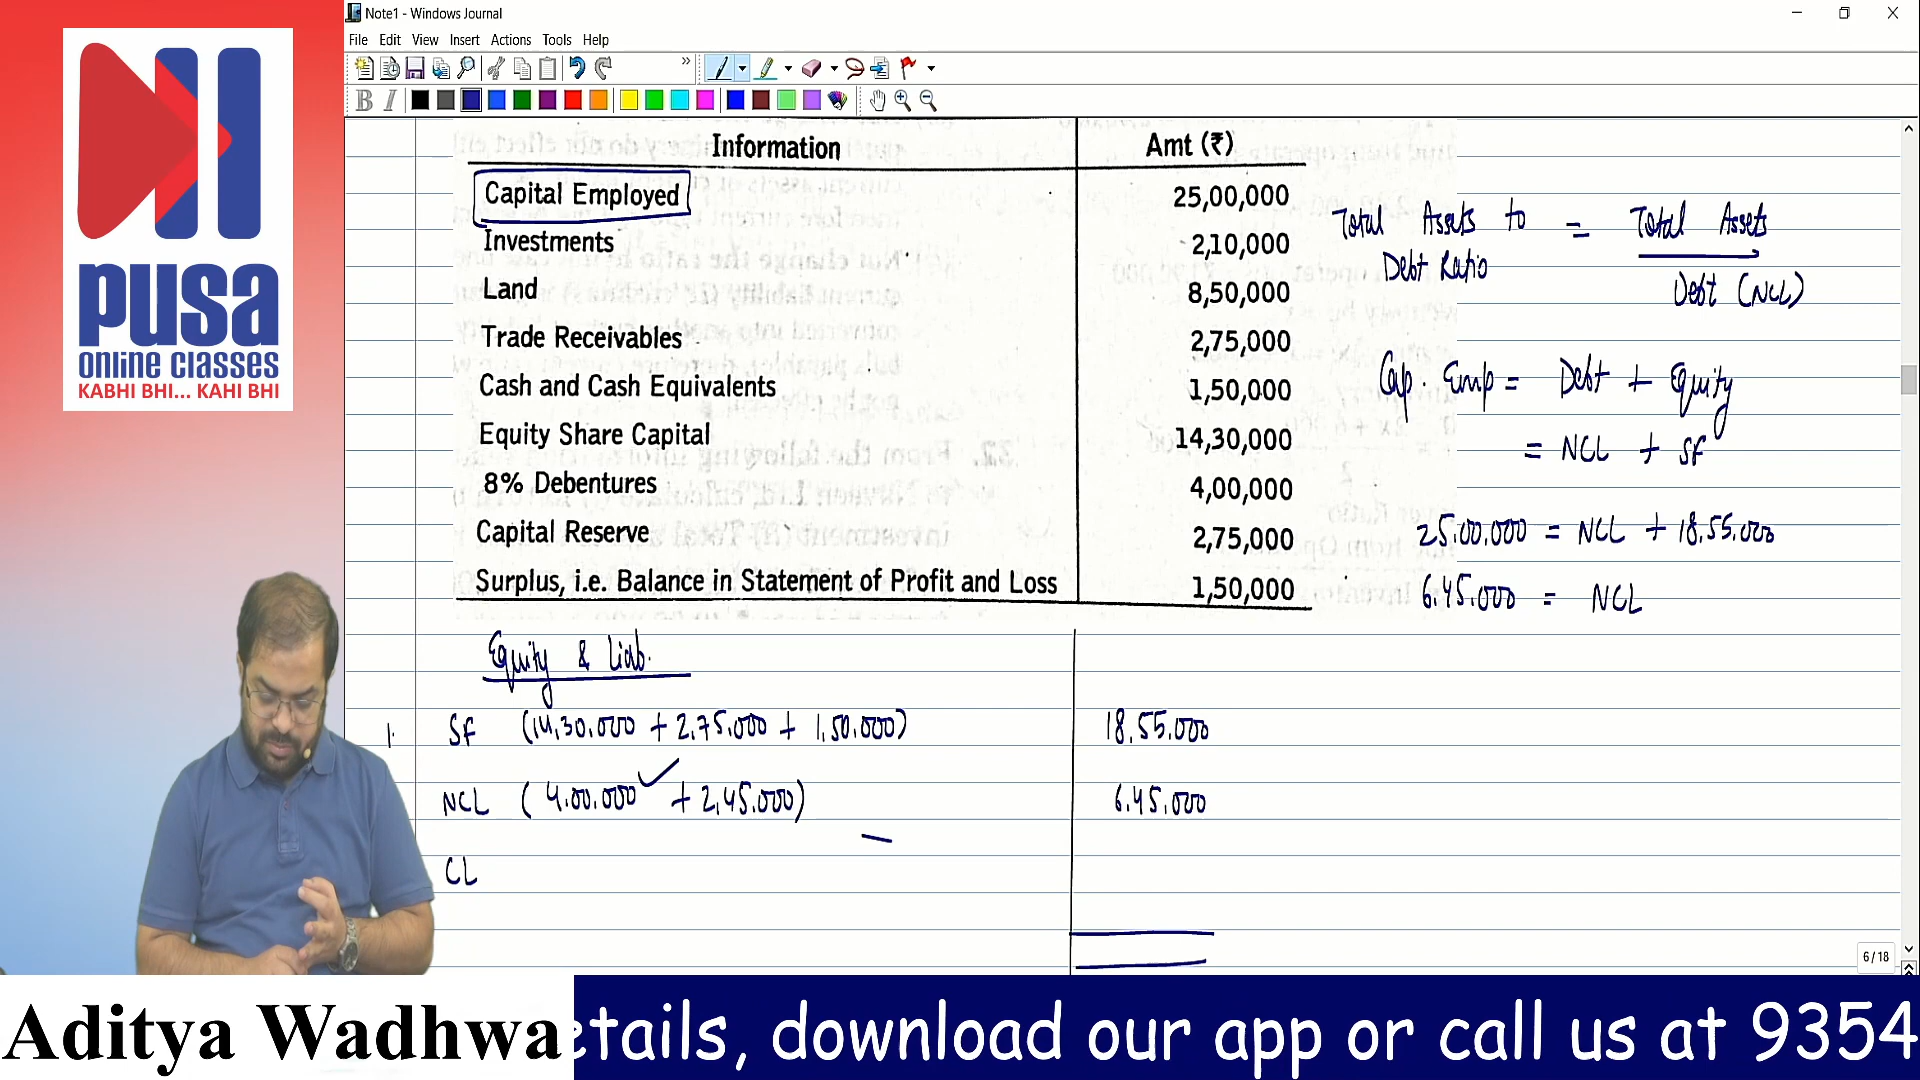 Note1 - Windows Journal
File Edit View Insert Actions Tools Help
B I
PUSA
online classes
KABHI BHI... KAHI BHI
Information Amt (₹)
Capital Employed 25,00,000
Investments 2,10,000
Land 8,50,000
Trade Receivables 2,75,000
Cash and Cash Equivalents 1,50,000
Equity Share Capital 14,30,000
8% Debentures 4,00,000
Capital Reserve 2,75,000
Surplus, i.e. Balance in Statement of Profit and Loss 1,50,000
Total Assets to = Total Assets
Debt Ratio Debt (NCL)
Cap. Emp = Debt + Equity
= NCL + SF
25.00.000 = NCL + 18.55.000
6.45.000 = NCL
Equity & Liab.
1. SF (14,30.000 + 2.75.000 + 1,50.000) 18.55.000
NCL (4.00.000 + 2,45.000) 6.45.000
CL
6 / 18
Aditya Wadhwa
etails, download our app or call us at 9354